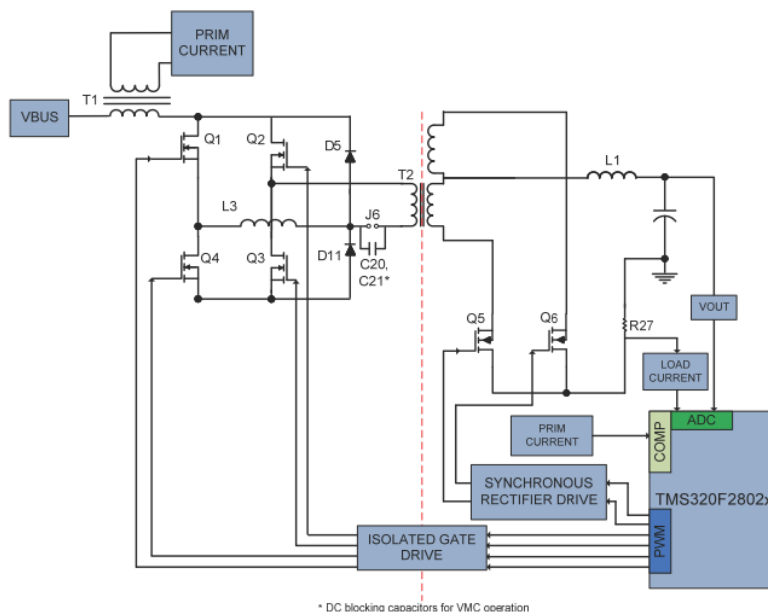 PRIM
CURRENT
T1
VBUS
Q1
Q2
D5
T2
L1
L3
J6
Q4
Q3
D11
C20,
C21*
Q5
Q6
R27
VOUT
LOAD
CURRENT
PRIM
CURRENT
COMP
ADC
SYNCHRONOUS
RECTIFIER DRIVE
TMS320F2802x
ISOLATED GATE
DRIVE
PWM
* DC blocking capacitors for VMC operation